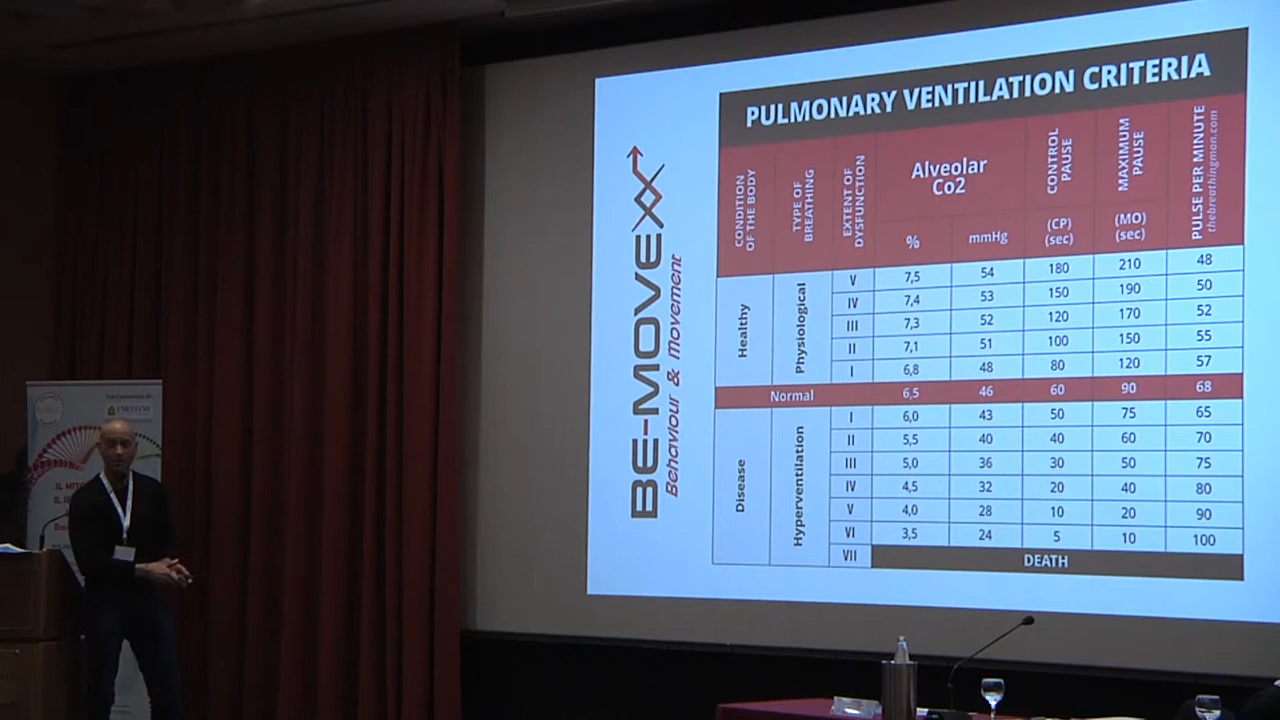 PULMONARY VENTILATION CRITERIA
CONDITION OF THE BODY
TYPE OF BREATHING
EXTENT OF DYSFUNCTION
Alveolar Co2
CONTROL PAUSE
MAXIMUM PAUSE
PULSE PER MINUTE
thebreathingman.com
% mmHg (CP) (sec) (MO) (sec)
Healthy Physiological
V 7,5 54 180 210 48
IV 7,4 53 150 190 50
III 7,3 52 120 170 52
II 7,1 51 100 150 55
I 6,8 48 80 120 57
Normal 6,5 46 60 90 68
Disease Hyperventilation
I 6,0 43 50 75 65
II 5,5 40 40 60 70
III 5,0 36 30 50 75
IV 4,5 32 20 40 80
V 4,0 28 10 20 90
VI 3,5 24 5 10 100
VII DEATH
BE-MOVEXX
Behaviour & Movement
IL
IL